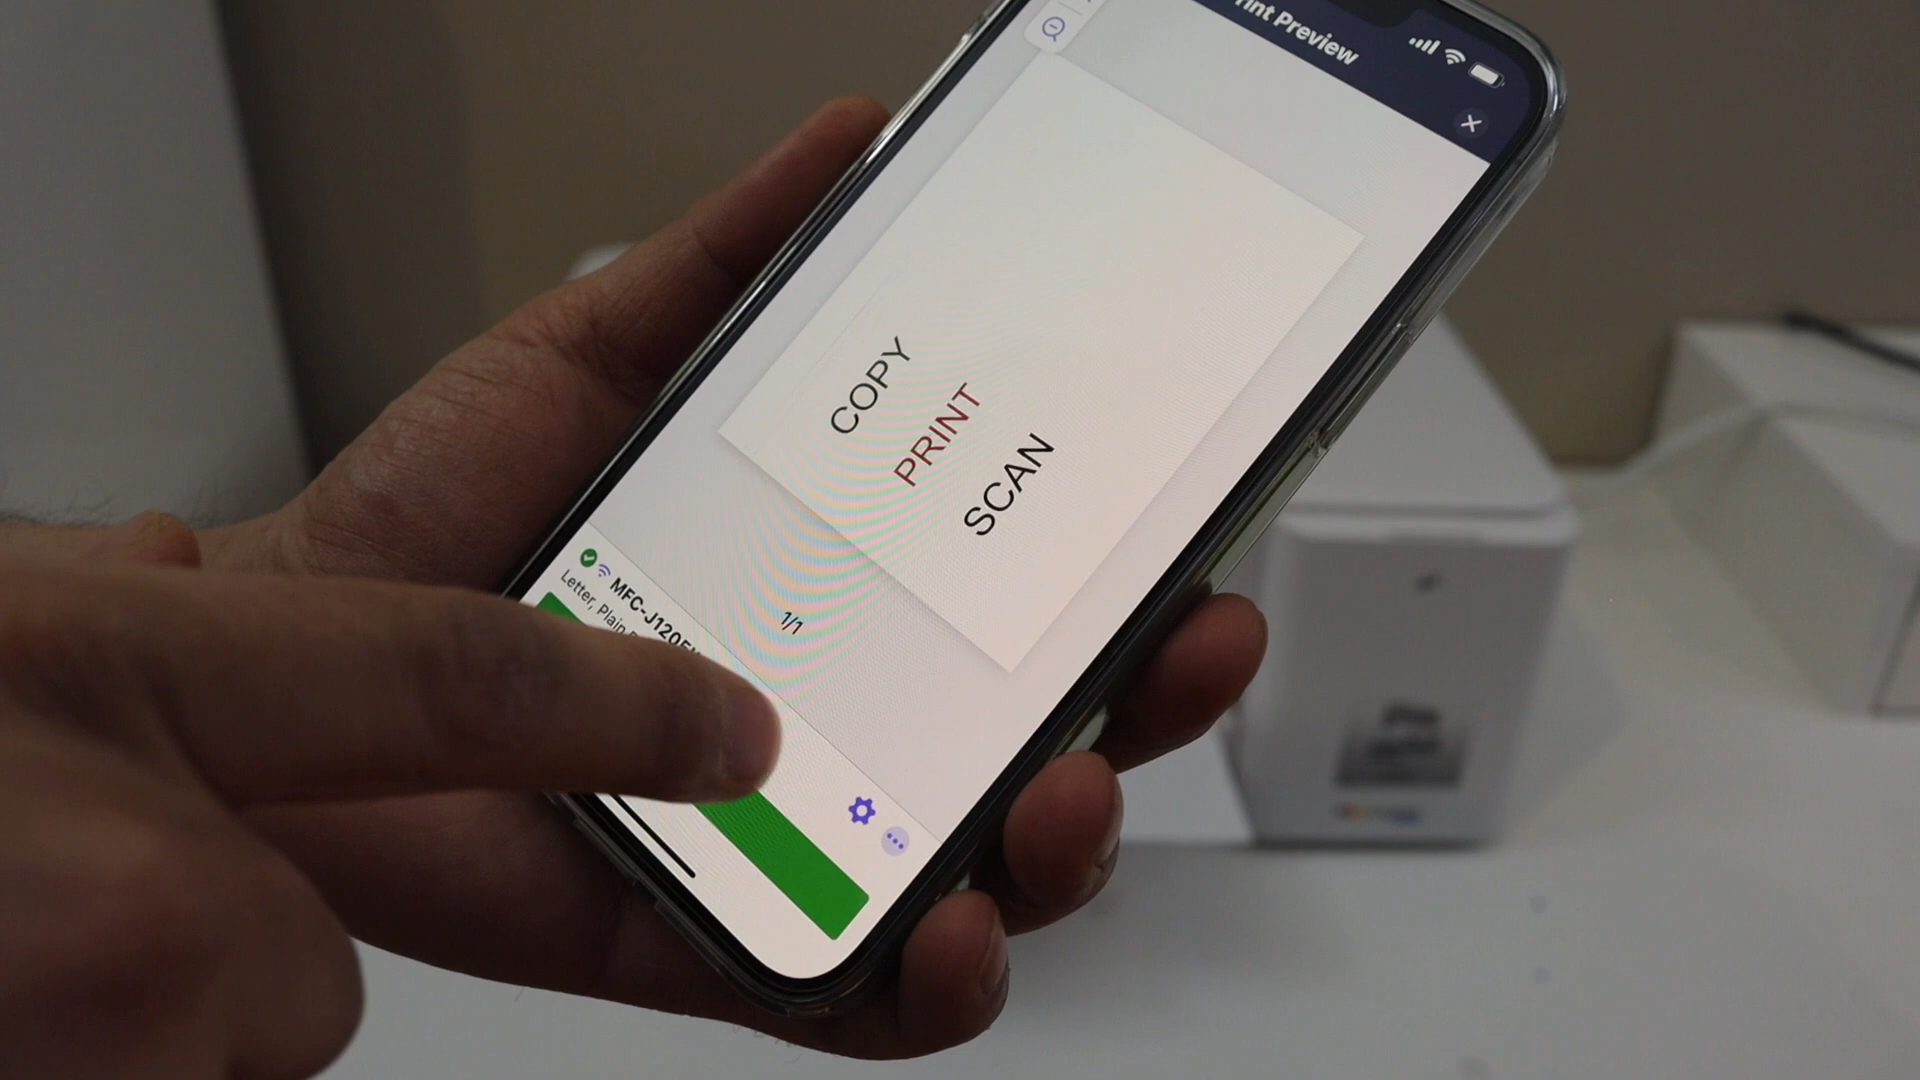 Print Preview
COPY
PRINT
SCAN
1/1
MFC-J120
Letter, Plain